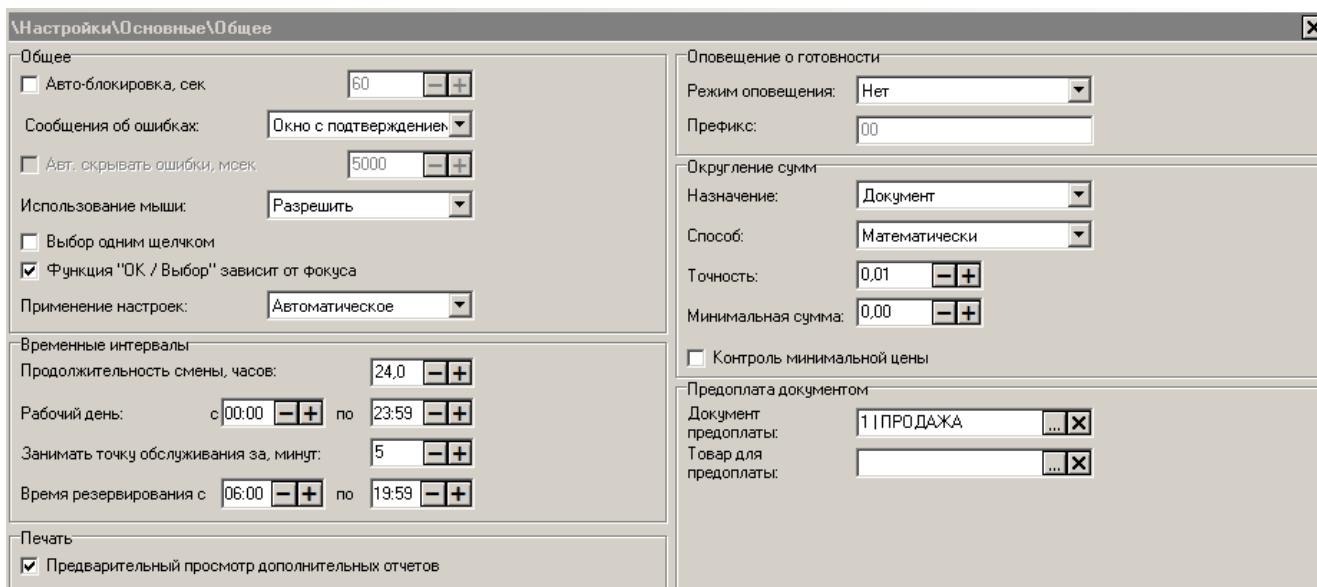 \Настройки\Основные\Общее
Общее
Авто-блокировка, сек 60
Сообщения об ошибках: Окно с подтверждением
Авт. скрывать ошибки, мсек 5000
Использование мыши: Разрешить
Выбор одним щелчком
Функция "ОК / Выбор" зависит от фокуса
Применение настроек: Автоматическое
Временные интервалы
Продолжительность смены, часов: 24,0
Рабочий день: с 00:00 по 23:59
Занимать точку обслуживания за, минут: 5
Время резервирования с 06:00 по 19:59
Печать
Предварительный просмотр дополнительных отчетов
Оповещение о готовности
Режим оповещения: Нет
Префикс: 00
Округление сумм
Назначение: Документ
Способ: Математически
Точность: 0,01
Минимальная сумма: 0,00
Контроль минимальной цены
Предоплата документом
Документ
предоплаты: 1 | ПРОДАЖА ...
Товар для
предоплаты: ...